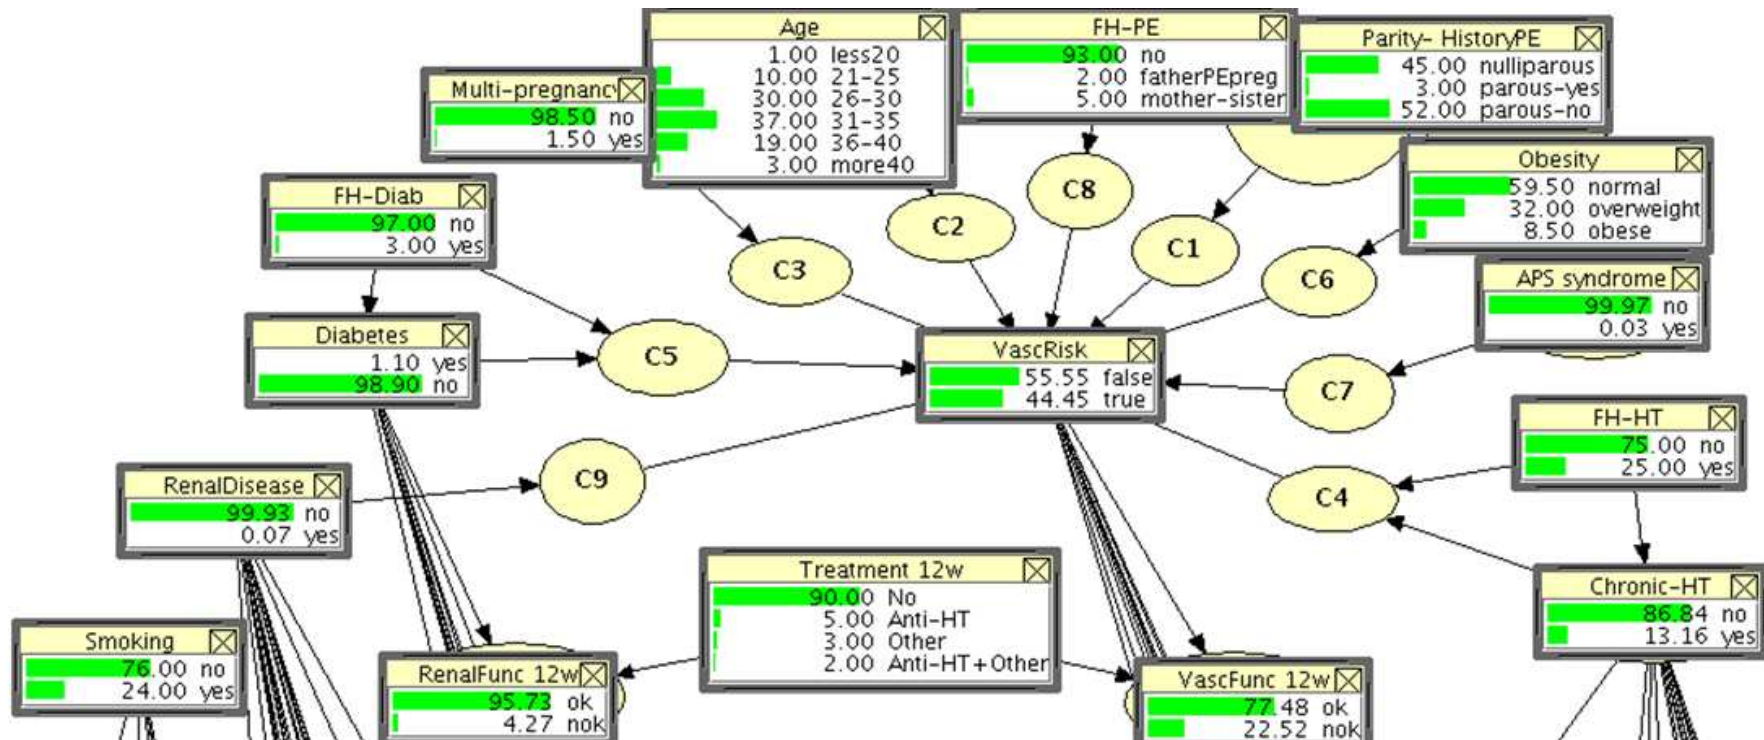 Age
1.00 less20
10.00 21-25
30.00 26-30
37.00 31-35
19.00 36-40
3.00 more40
FH-PE
93.00 no
2.00 fatherPEpreg
5.00 mother-sister
Parity- HistoryPE
45.00 nulliparous
3.00 parous-yes
52.00 parous-no
Multi-pregnancy
98.50 no
1.50 yes
Obesity
59.50 normal
32.00 overweight
8.50 obese
FH-Diab
97.00 no
3.00 yes
C8
C2
C1
C3
C6
APS syndrome
99.97 no
0.03 yes
Diabetes
1.10 yes
98.90 no
C5
VascRisk
55.55 false
44.45 true
C7
FH-HT
75.00 no
25.00 yes
RenalDisease
99.93 no
0.07 yes
C9
C4
Treatment 12w
90.00 No
5.00 Anti-HT
3.00 Other
2.00 Anti-HT+Other
Chronic-HT
86.84 no
13.16 yes
Smoking
76.00 no
24.00 yes
RenalFunc 12w
95.73 ok
4.27 nok
VascFunc 12w
77.48 ok
22.52 nok